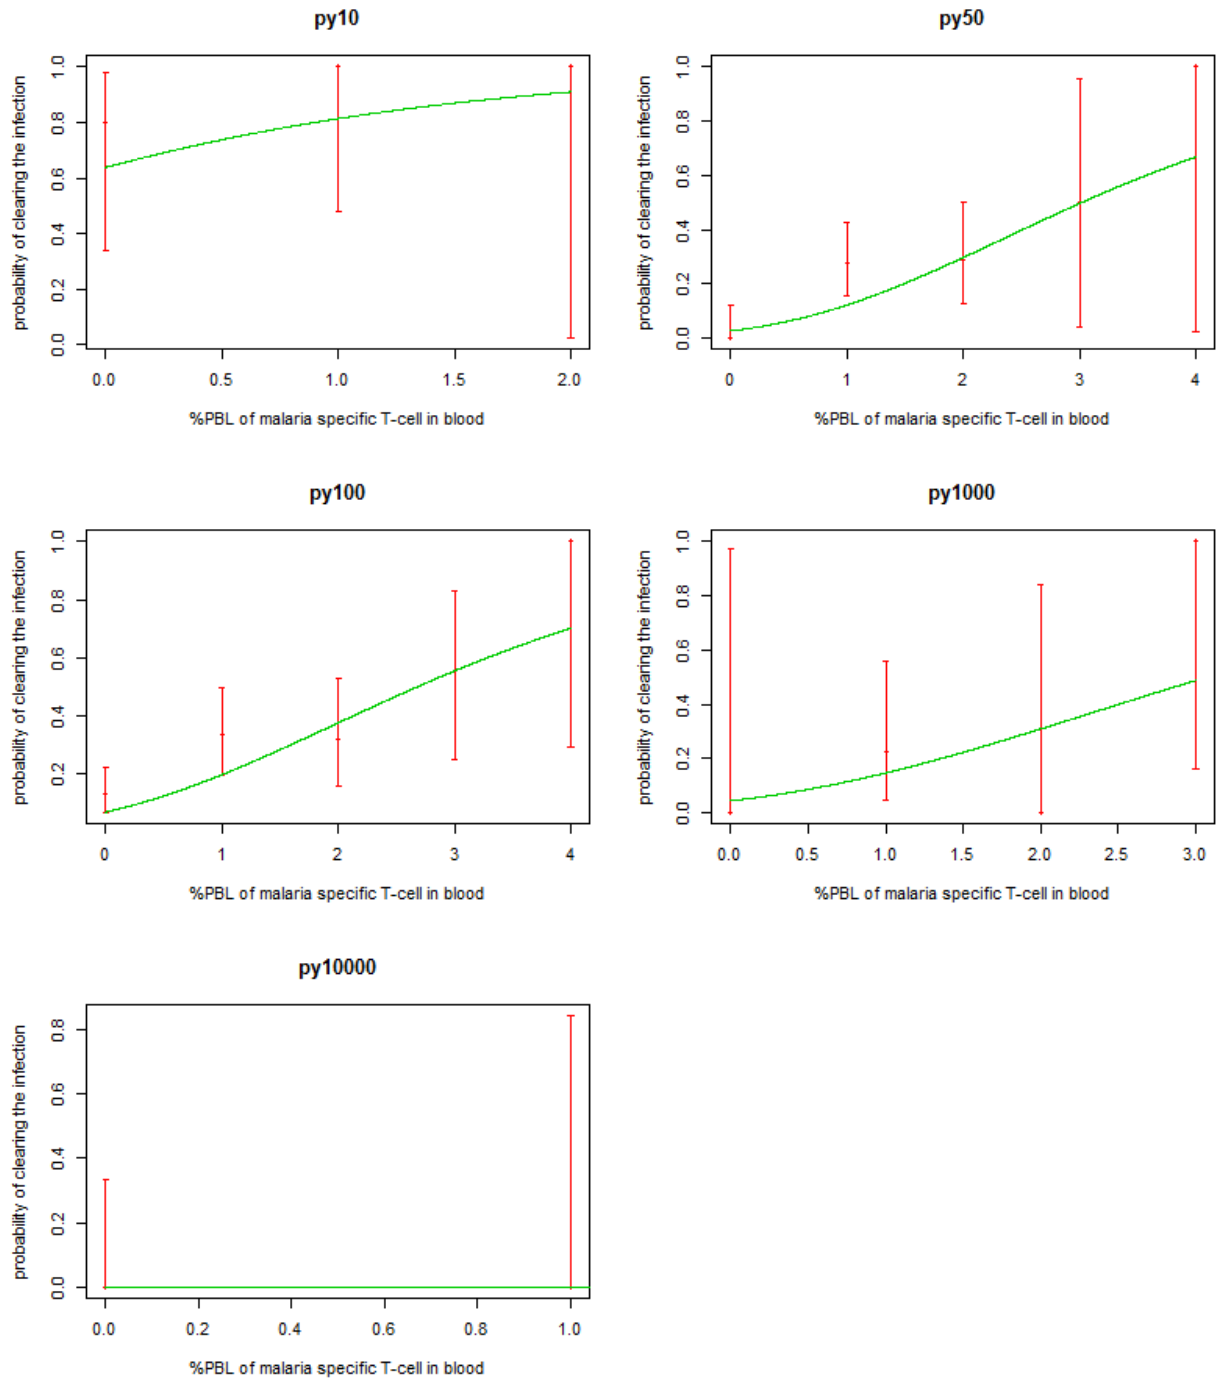 py10
probability of clearing the infection
0.0 0.2 0.4 0.6 0.8 1.0
0.0 0.5 1.0 1.5 2.0
%PBL of malaria specific T-cell in blood
py50
probability of clearing the infection
0.0 0.2 0.4 0.6 0.8 1.0
0 1 2 3 4
%PBL of malaria specific T-cell in blood
py100
probability of clearing the infection
0.2 0.4 0.6 0.8 1.0
0 1 2 3 4
%PBL of malaria specific T-cell in blood
py1000
probability of clearing the infection
0.0 0.2 0.4 0.6 0.8 1.0
0.0 0.5 1.0 1.5 2.0 2.5 3.0
%PBL of malaria specific T-cell in blood
py10000
probability of clearing the infection
0.0 0.2 0.4 0.6 0.8
0.0 0.2 0.4 0.6 0.8 1.0
%PBL of malaria specific T-cell in blood